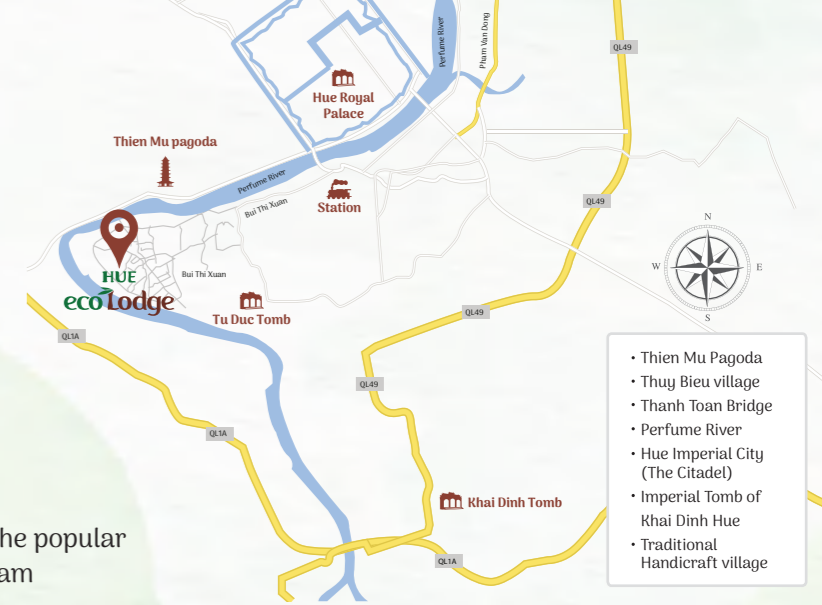 Perfume River
Pham Van Dong
QL49
Hue Royal
Palace
Thien Mu pagoda
Perfume River
Bui Thi Xuan
Station
QL49
N
W
E
S
Bui Thi Xuan
HUE
eco Lodge
Tu Duc Tomb
QL49
QL1A
QL49
QL1A
Khai Dinh Tomb
QL1A
• Thien Mu Pagoda
• Thuy Bieu village
• Thanh Toan Bridge
• Perfume River
• Hue Imperial City
(The Citadel)
• Imperial Tomb of
Khai Dinh Hue
• Traditional
Handicraft village
he popular
am